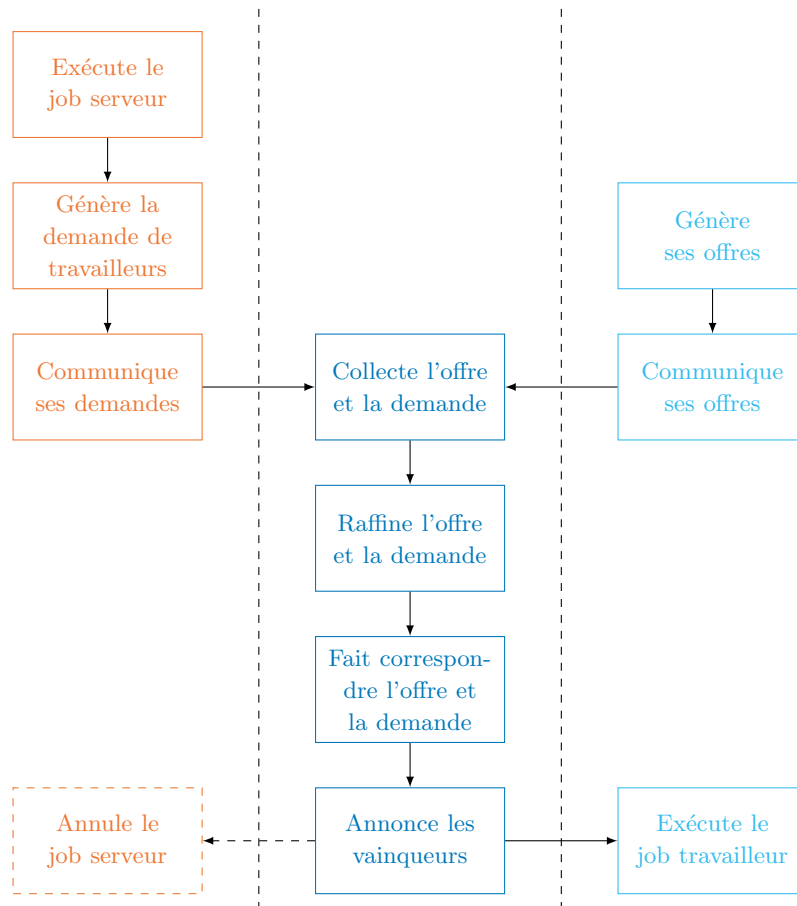 Exécute le
job serveur
Génère la
demande de
travailleurs
Génère
ses offres
Communique
ses demandes
Collecte l'offre
et la demande
Communique
ses offres
Raffine l'offre
et la demande
Fait correspon-
dre l'offre et
la demande
Annule le
job serveur
Annonce les
vainqueurs
Exécute le
job travailleur